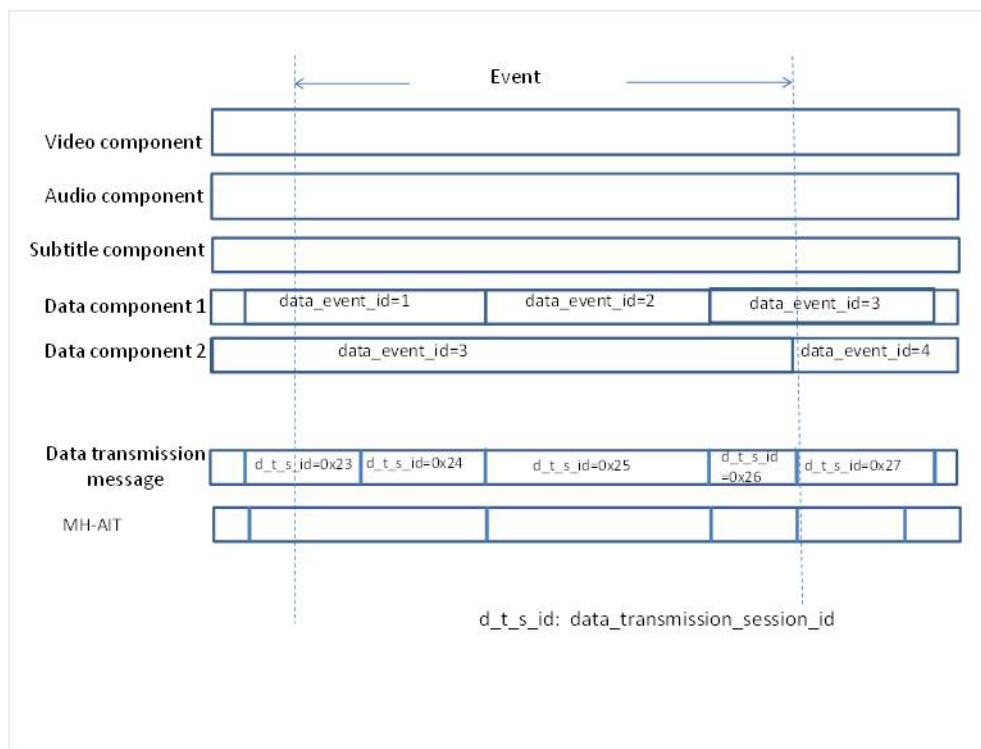 Event
Video component
Audio component
Subtitle component
Data component 1
data_event_id=1
data_event_id=2
data_event_id=3
Data component 2
data_event_id=3
data_event_id=4
Data transmission
message
d_t_s_id=0x23
d_t_s_id=0x24
d_t_s_id=0x25
d_t_s_id
=0x26
d_t_s_id=0x27
MH-AIT
d_t_s_id: data_transmission_session_id